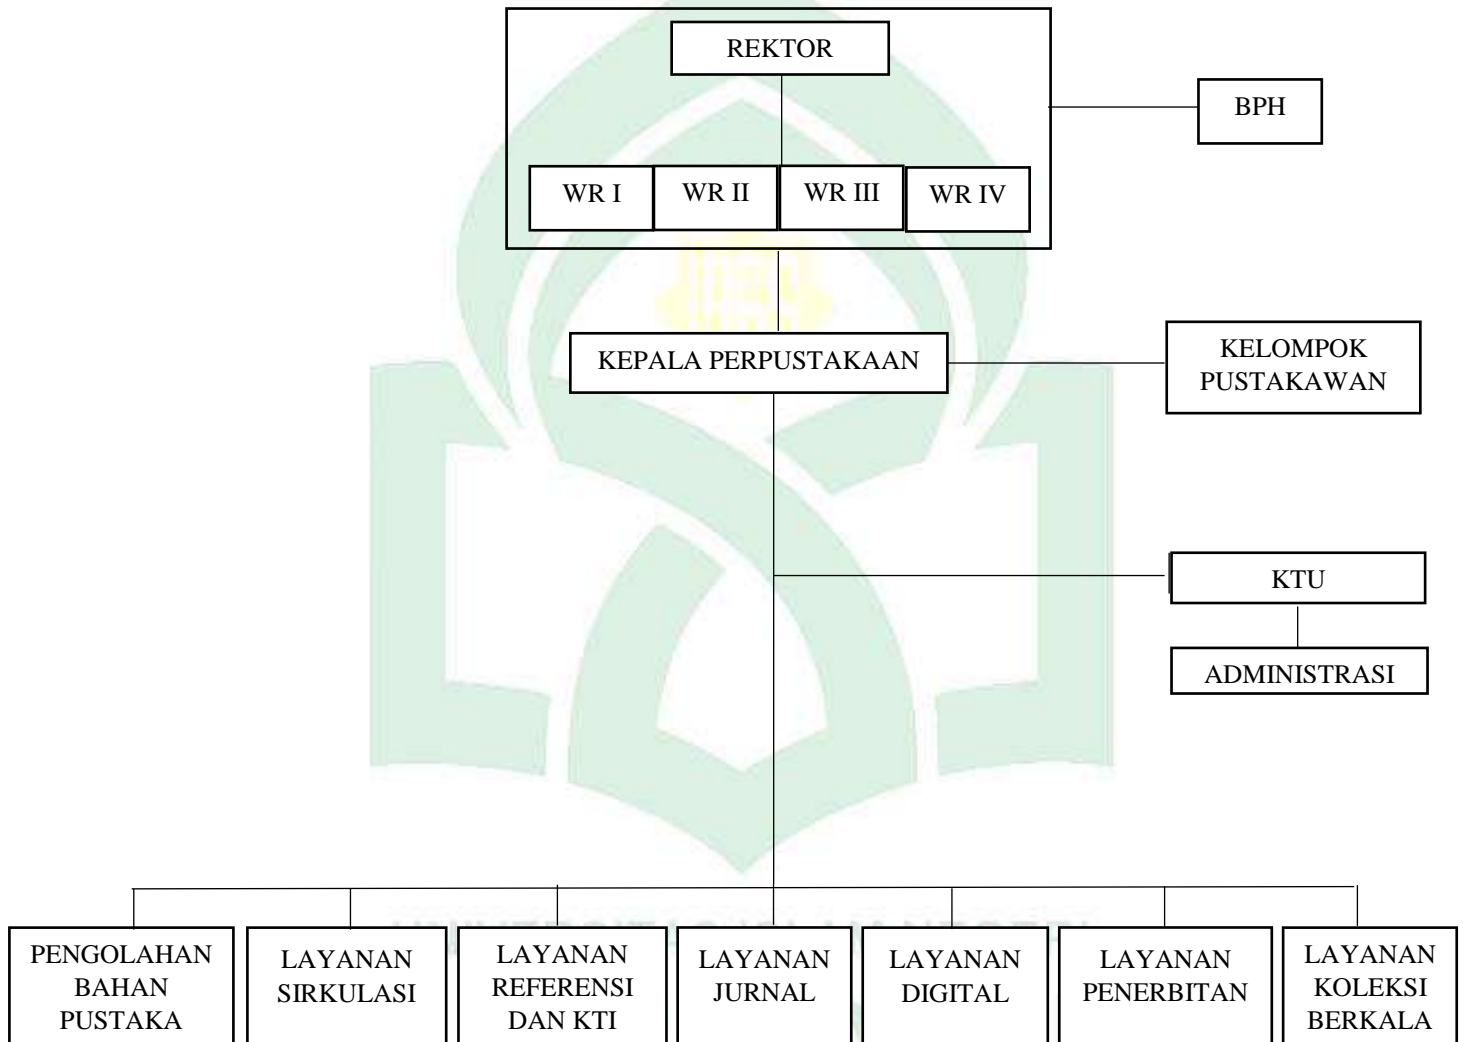 REKTOR
BPH
WR I
WR II
WR III
WR IV
KEPALA PERPUSTAKAAN
KELOMPOK
PUSTAKAWAN
KTU
ADMINISTRASI
PENGOLAHAN
BAHAN
PUSTAKA
LAYANAN
SIRKULASI
LAYANAN
REFERENSI
DAN KTI
LAYANAN
JURNAL
LAYANAN
DIGITAL
LAYANAN
PENERBITAN
LAYANAN
KOLEKSI
BERKALA